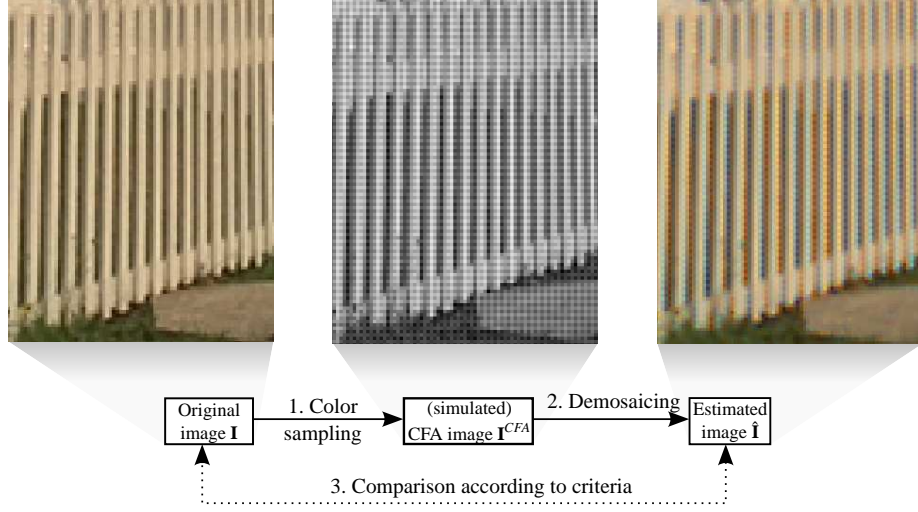 Original
image I
1. Color
sampling
(simulated)
CFA image I^CFA
2. Demosaicing
Estimated
image Î
3. Comparison according to criteria